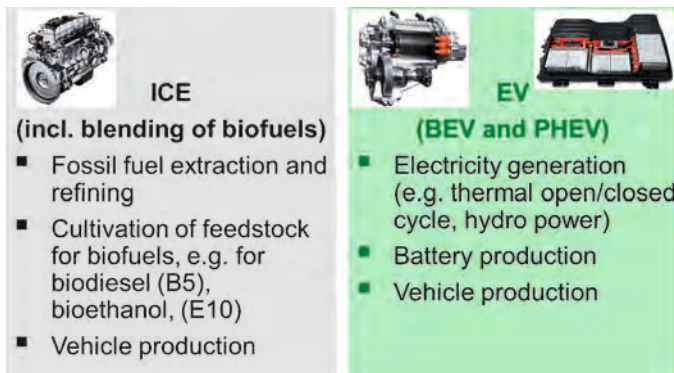 ICE
(incl. blending of biofuels)
▪ Fossil fuel extraction and
refining
▪ Cultivation of feedstock
for biofuels, e.g. for
biodiesel (B5),
bioethanol, (E10)
▪ Vehicle production
EV
(BEV and PHEV)
▪ Electricity generation
(e.g. thermal open/closed
cycle, hydro power)
▪ Battery production
▪ Vehicle production